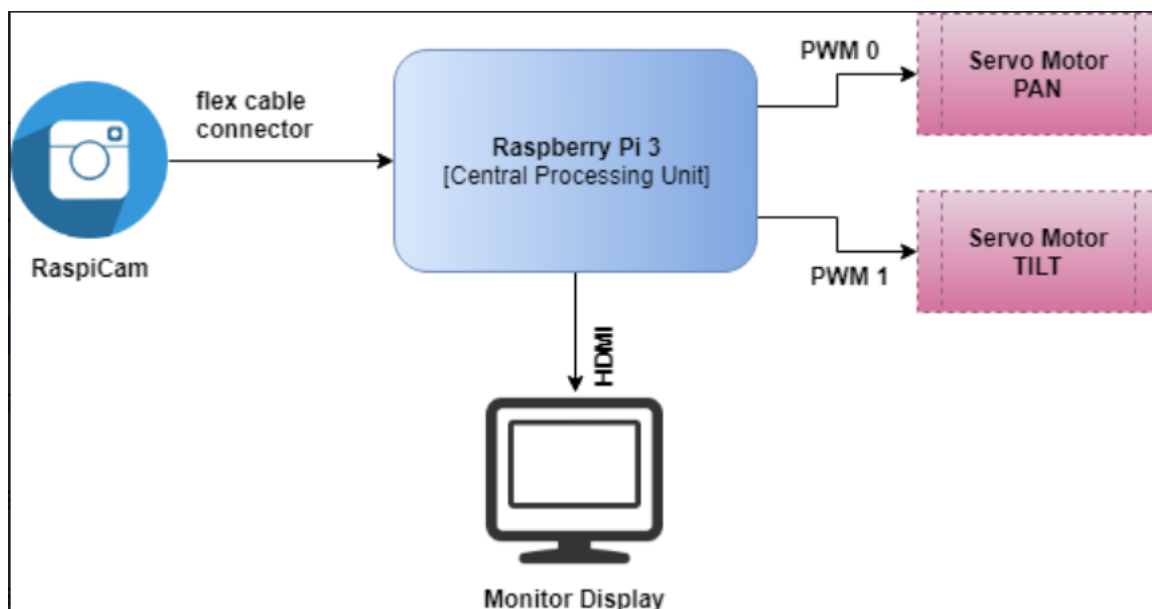 flex cable
connector
RaspiCam
Raspberry Pi 3
[Central Processing Unit]
PWM 0
Servo Motor
PAN
PWM 1
Servo Motor
TILT
HDMI
Monitor Display